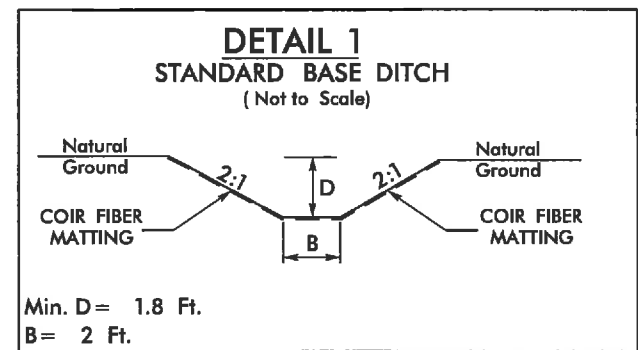 DETAIL 1
STANDARD BASE DITCH
(Not to Scale)
Natural
Ground
2:1
D
2:1
Natural
Ground
COIR FIBER
MATTING
B
COIR FIBER
MATTING
Min. D= 1.8 Ft.
B= 2 Ft.